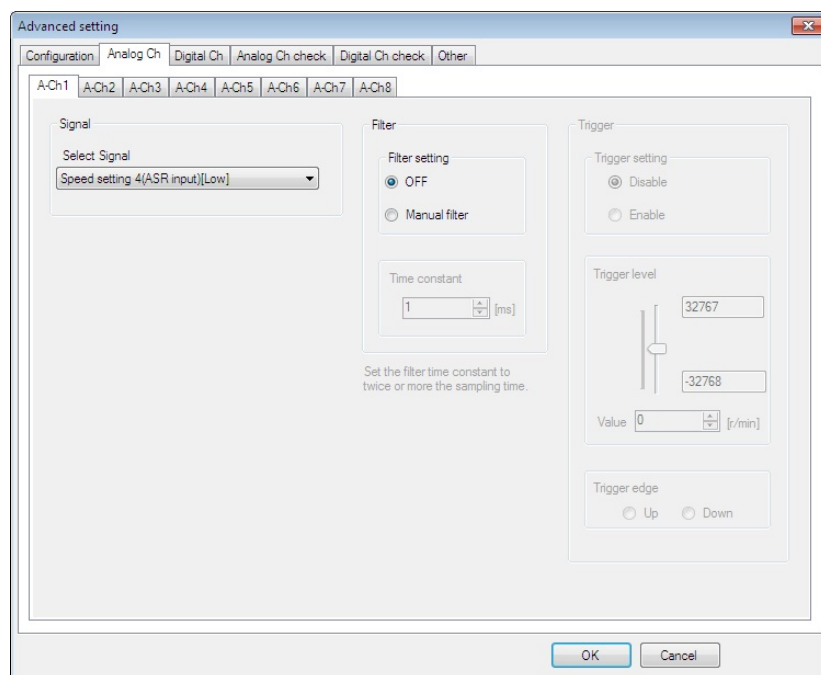 Advanced setting
Configuration Analog Ch Digital Ch Analog Ch check Digital Ch check Other
A-Ch1 A-Ch2 A-Ch3 A-Ch4 A-Ch5 A-Ch6 A-Ch7 A-Ch8
Signal
Select Signal
Speed setting 4(ASR input)[Low]
Filter
Filter setting
OFF
Manual filter
Time constant
1 [ms]
Set the filter time constant to
twice or more the sampling time.
Trigger
Trigger setting
Disable
Enable
Trigger level
32767
-32768
Value 0 [r/min]
Trigger edge
Up Down
OK Cancel